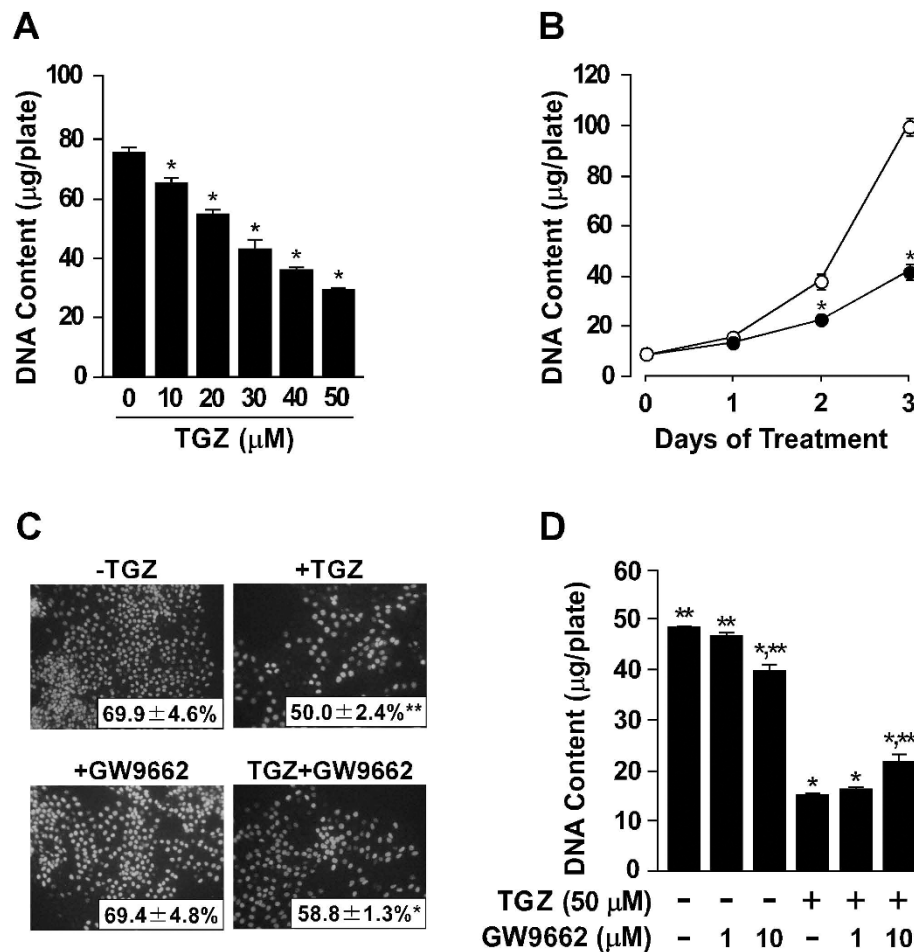 A
DNA Content (μg/plate)
100
80
60
40
20
0
*
*
*
*
*
0 10 20 30 40 50
TGZ (μM)
B
DNA Content (μg/plate)
120
100
80
60
40
20
0
*
*
0 1 2 3
Days of Treatment
C
-TGZ
+TGZ
69.9±4.6%
50.0±2.4%**
+GW9662
TGZ+GW9662
69.4±4.8%
58.8±1.3%*
D
DNA Content (μg/plate)
60
50
40
30
20
10
0
**
**
*,**
*
*
*,**
TGZ (50 μM) - - - + + +
GW9662 (μM) - 1 10 - 1 10